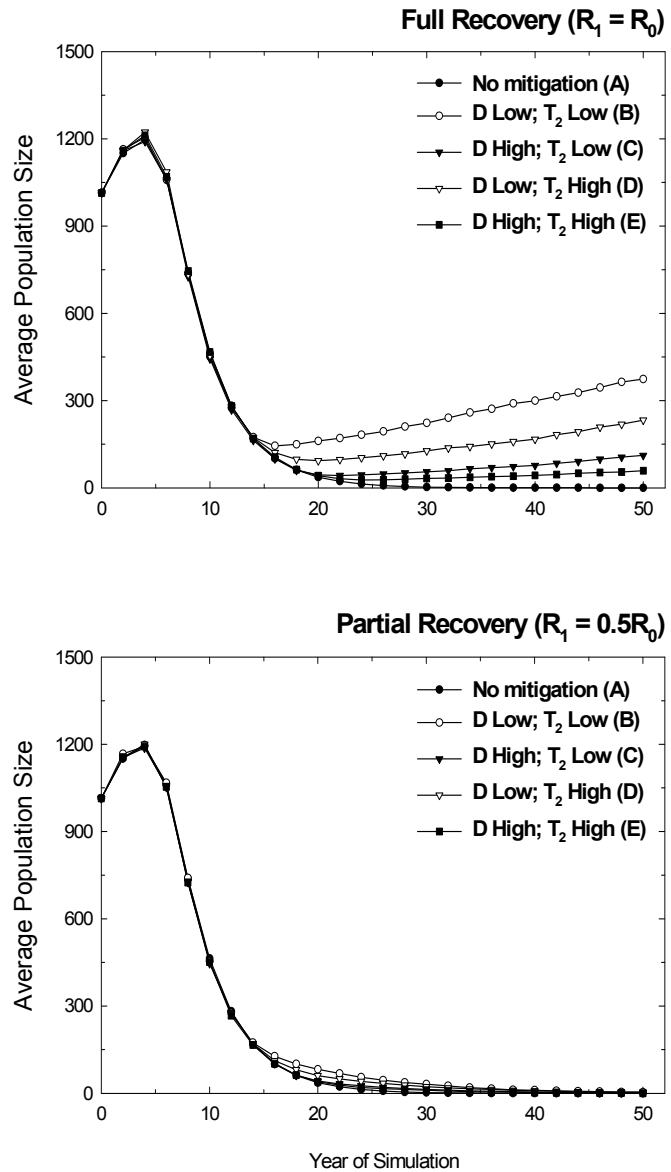 Full Recovery (R₁ = R₀)
1500
1200
900
600
300
0
Average Population Size
No mitigation (A)
D Low; T₂ Low (B)
D High; T₂ Low (C)
D Low; T₂ High (D)
D High; T₂ High (E)
0 10 20 30 40 50
Partial Recovery (R₁ = 0.5R₀)
1500
1200
900
600
300
0
Average Population Size
No mitigation (A)
D Low; T₂ Low (B)
D High; T₂ Low (C)
D Low; T₂ High (D)
D High; T₂ High (E)
0 10 20 30 40 50
Year of Simulation